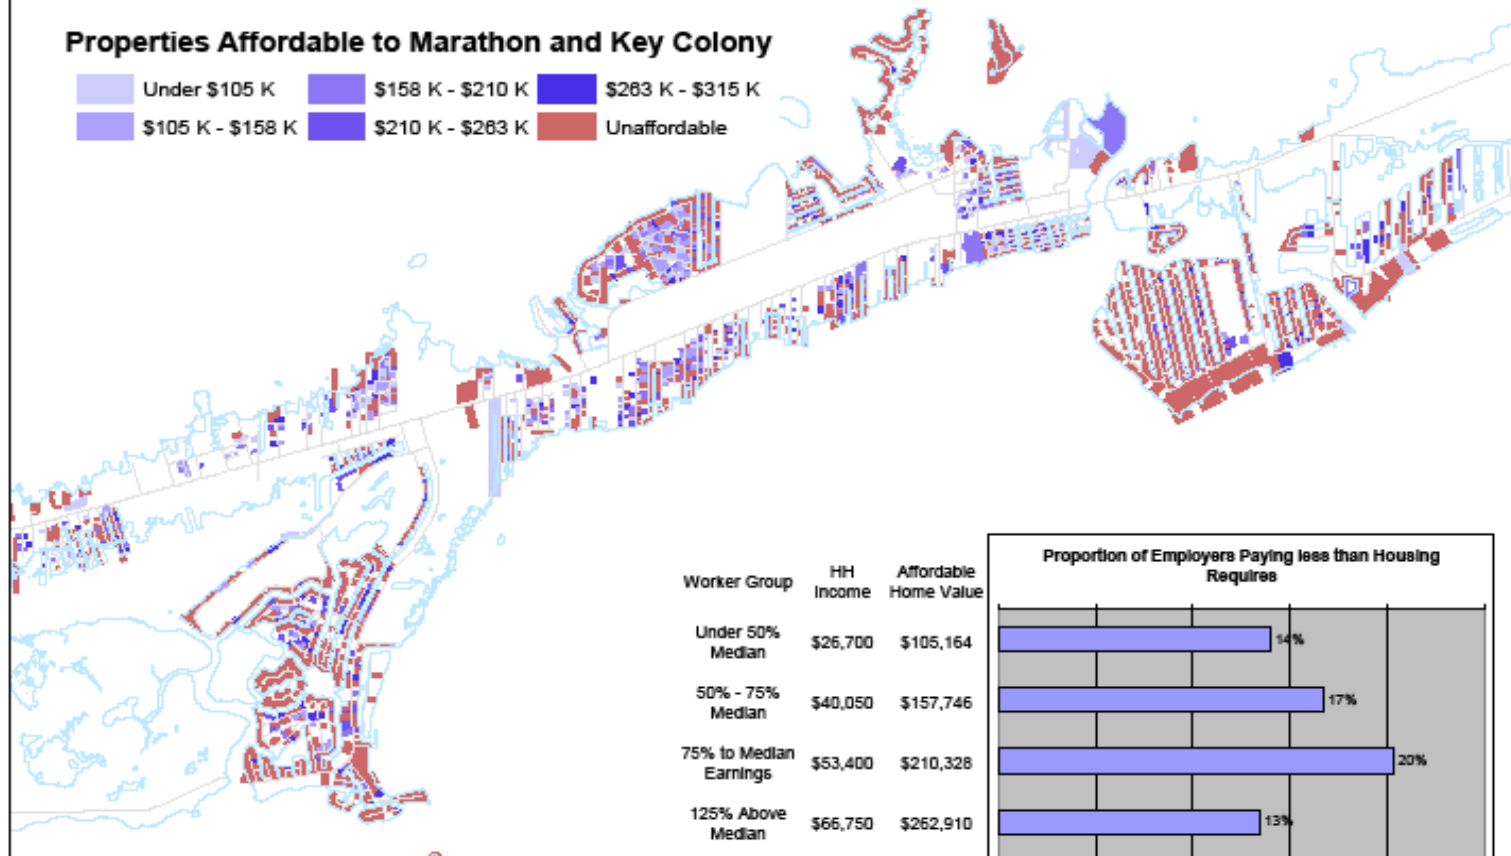 Properties Affordable to Marathon and Key Colony
Under $105 K
$158 K - $210 K
$263 K - $315 K
$105 K - $158 K
$210 K - $263 K
Unaffordable
Proportion of Employers Paying less than Housing
Requires
Worker Group
HH
Income
Affordable
Home Value
Under 50%
Median
$26,700
$105,164
14%
50% - 75%
Median
$40,050
$157,746
17%
75% to Median
Earnings
$53,400
$210,328
20%
125% Above
Median
$66,750
$262,910
13%